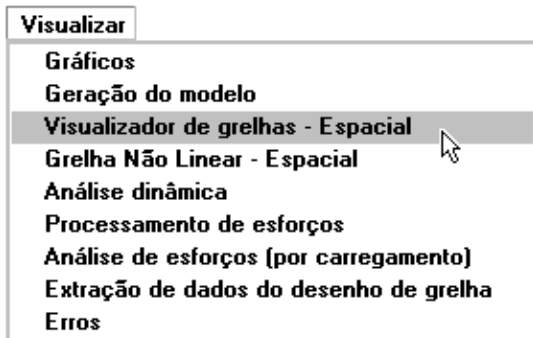 Visualizar
Gráficos
Geração do modelo
Visualizador de grelhas - Espacial
Grelha Não Linear - Espacial
Análise dinâmica
Processamento de esforços
Análise de esforços (por carregamento)
Extração de dados do desenho de grelha
Erros